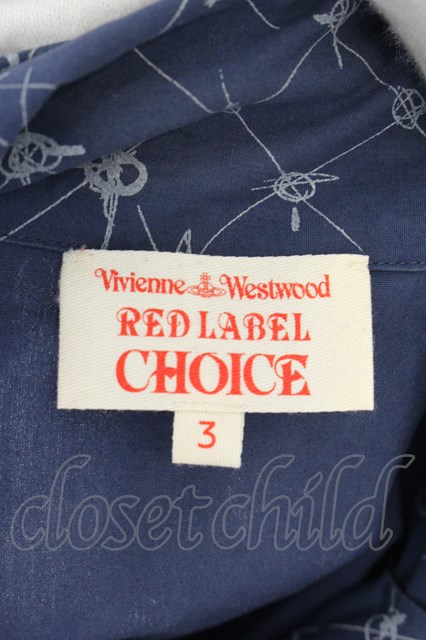 Vivienne Westwood
RED LABEL
CHOICE
3
closet child